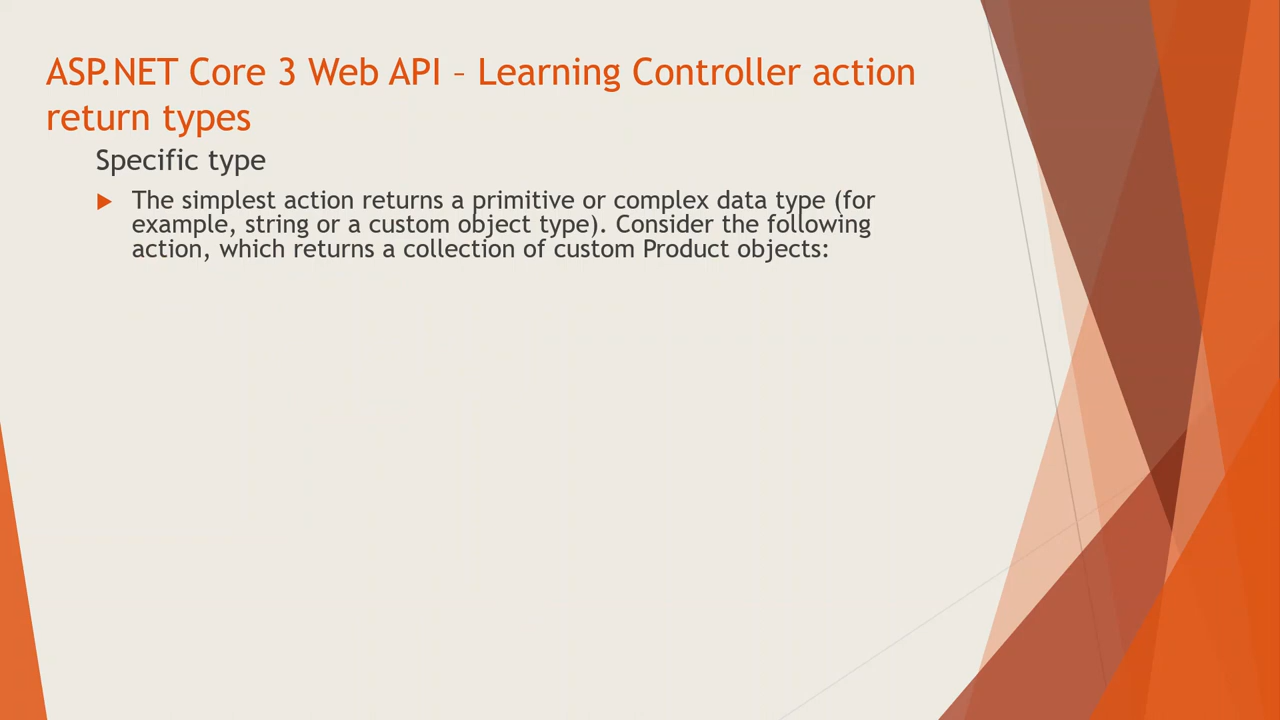 ASP.NET Core 3 Web API – Learning Controller action
return types
Specific type
The simplest action returns a primitive or complex data type (for
example, string or a custom object type). Consider the following
action, which returns a collection of custom Product objects: